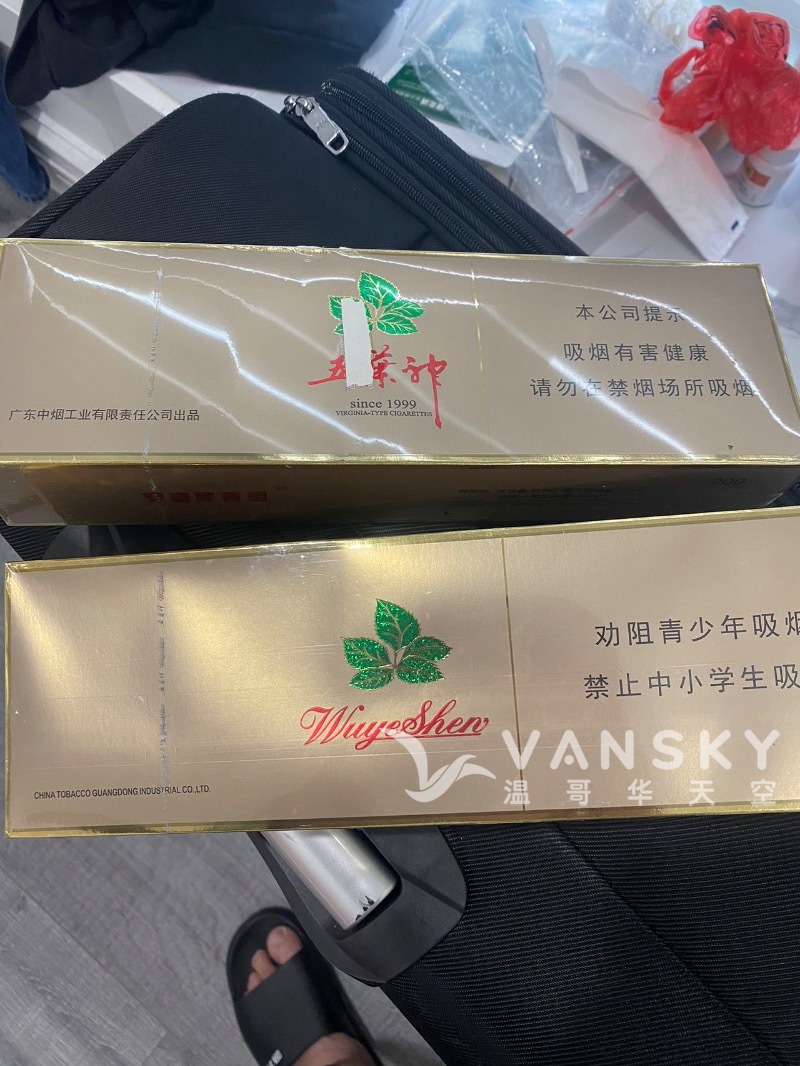 本公司提示
吸烟有害健康
请勿在禁烟场所吸烟
五葉神
since 1999
VIRGINIA-TYPE CIGARETTES
广东中烟工业有限责任公司出品
劝阻青少年吸烟
禁止中小学生吸
WuyeShen
CHINA TOBACCO GUANGDONG INDUSTRIAL CO.,LTD.
VANSKY
温哥华天空